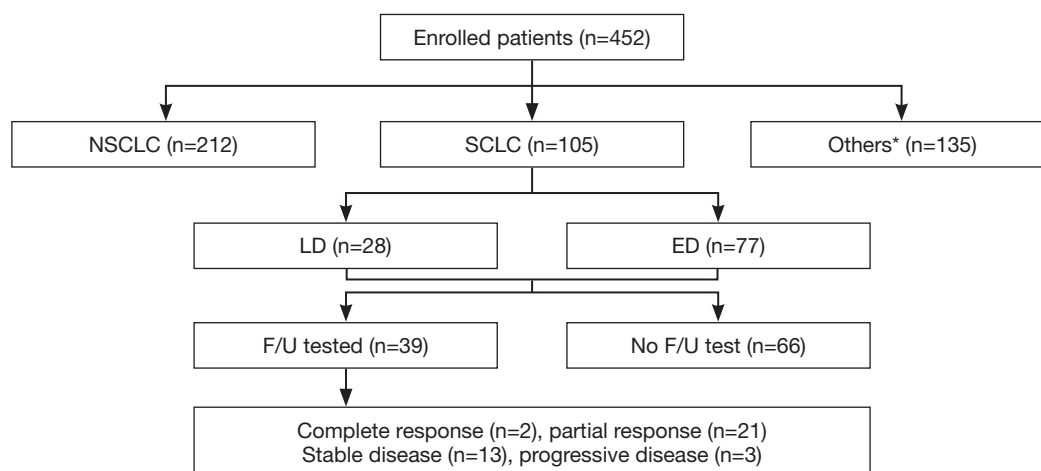 Enrolled patients (n=452)
NSCLC (n=212)
SCLC (n=105)
Others* (n=135)
LD (n=28)
ED (n=77)
F/U tested (n=39)
No F/U test (n=66)
Complete response (n=2), partial response (n=21)
Stable disease (n=13), progressive disease (n=3)